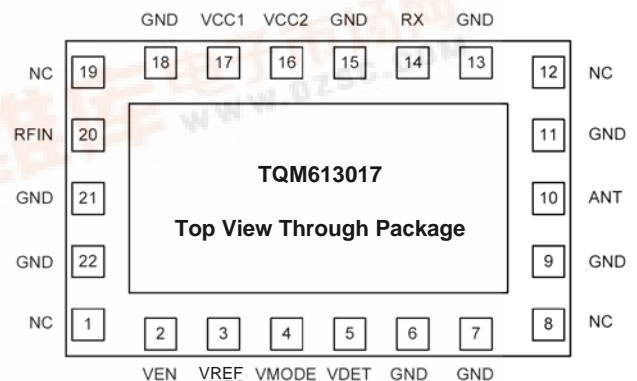 GND VCC1 VCC2 GND RX GND
18 17 16 15 14 13
NC 19 12 NC
RFIN 20 11 GND
TQM613017
GND 21 10 ANT
Top View Through Package
GND 22 9 GND
NC 1 8 NC
2 3 4 5 6 7
VEN VREF VMODE VDET GND GND